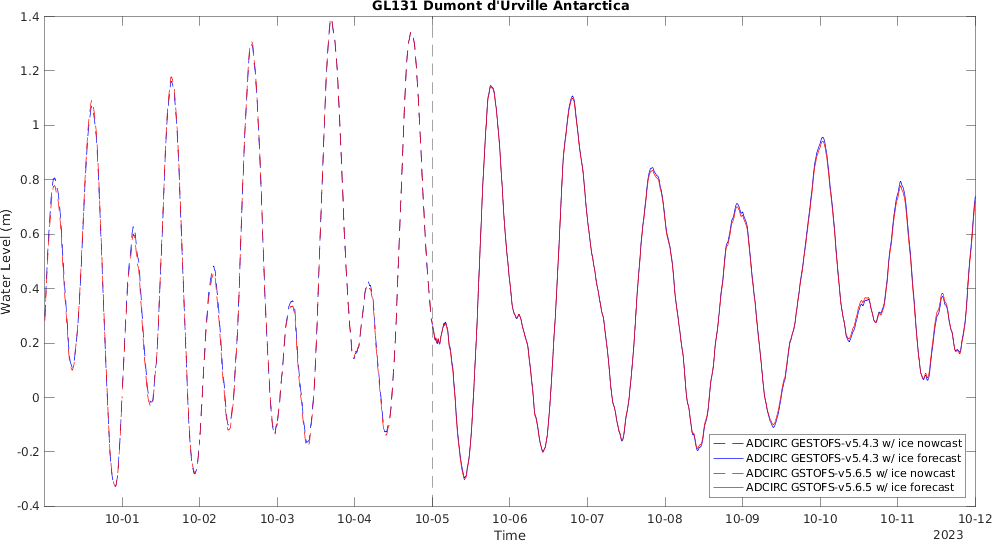 GL131 Dumont d'Urville Antarctica
1.4
1.2
1
0.8
0.6
0.4
0.2
0
-0.2
-0.4
Water Level (m)
ADCIRC GESTOFS-v5.4.3 w/ ice nowcast
ADCIRC GESTOFS-v5.4.3 w/ ice forecast
ADCIRC GSTOFS-v5.6.5 w/ ice nowcast
ADCIRC GSTOFS-v5.6.5 w/ ice forecast
10-01 10-02 10-03 10-04 10-05 10-06 10-07 10-08 10-09 10-10 10-11 10-12
Time
2023